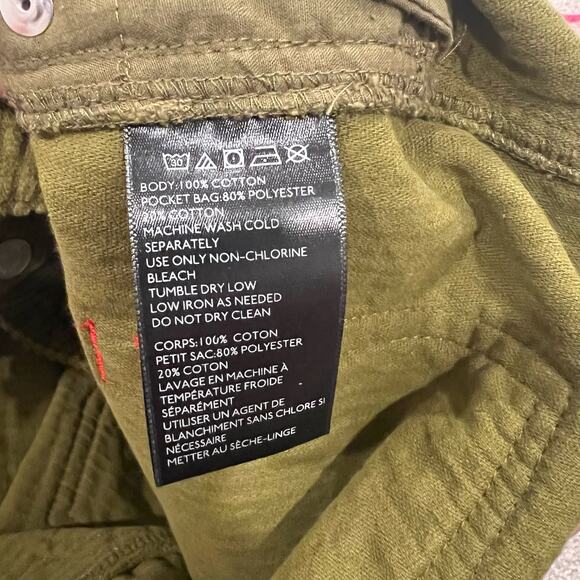 30
BODY:100% COTTON
POCKET BAG:80% POLYESTER
20% COTTON
MACHINE WASH COLD
SEPARATELY
USE ONLY NON-CHLORINE
BLEACH
TUMBLE DRY LOW
LOW IRON AS NEEDED
DO NOT DRY CLEAN
CORPS:100% COTON
PETIT SAC:80% POLYESTER
20% COTON
LAVAGE EN MACHINE À
TEMPÉRATURE FROIDE
SÉPARÉMENT
UTILISER UN AGENT DE
BLANCHIMENT SANS CHLORE SI
NÉCESSAIRE
METTER AU SÈCHE-LINGE